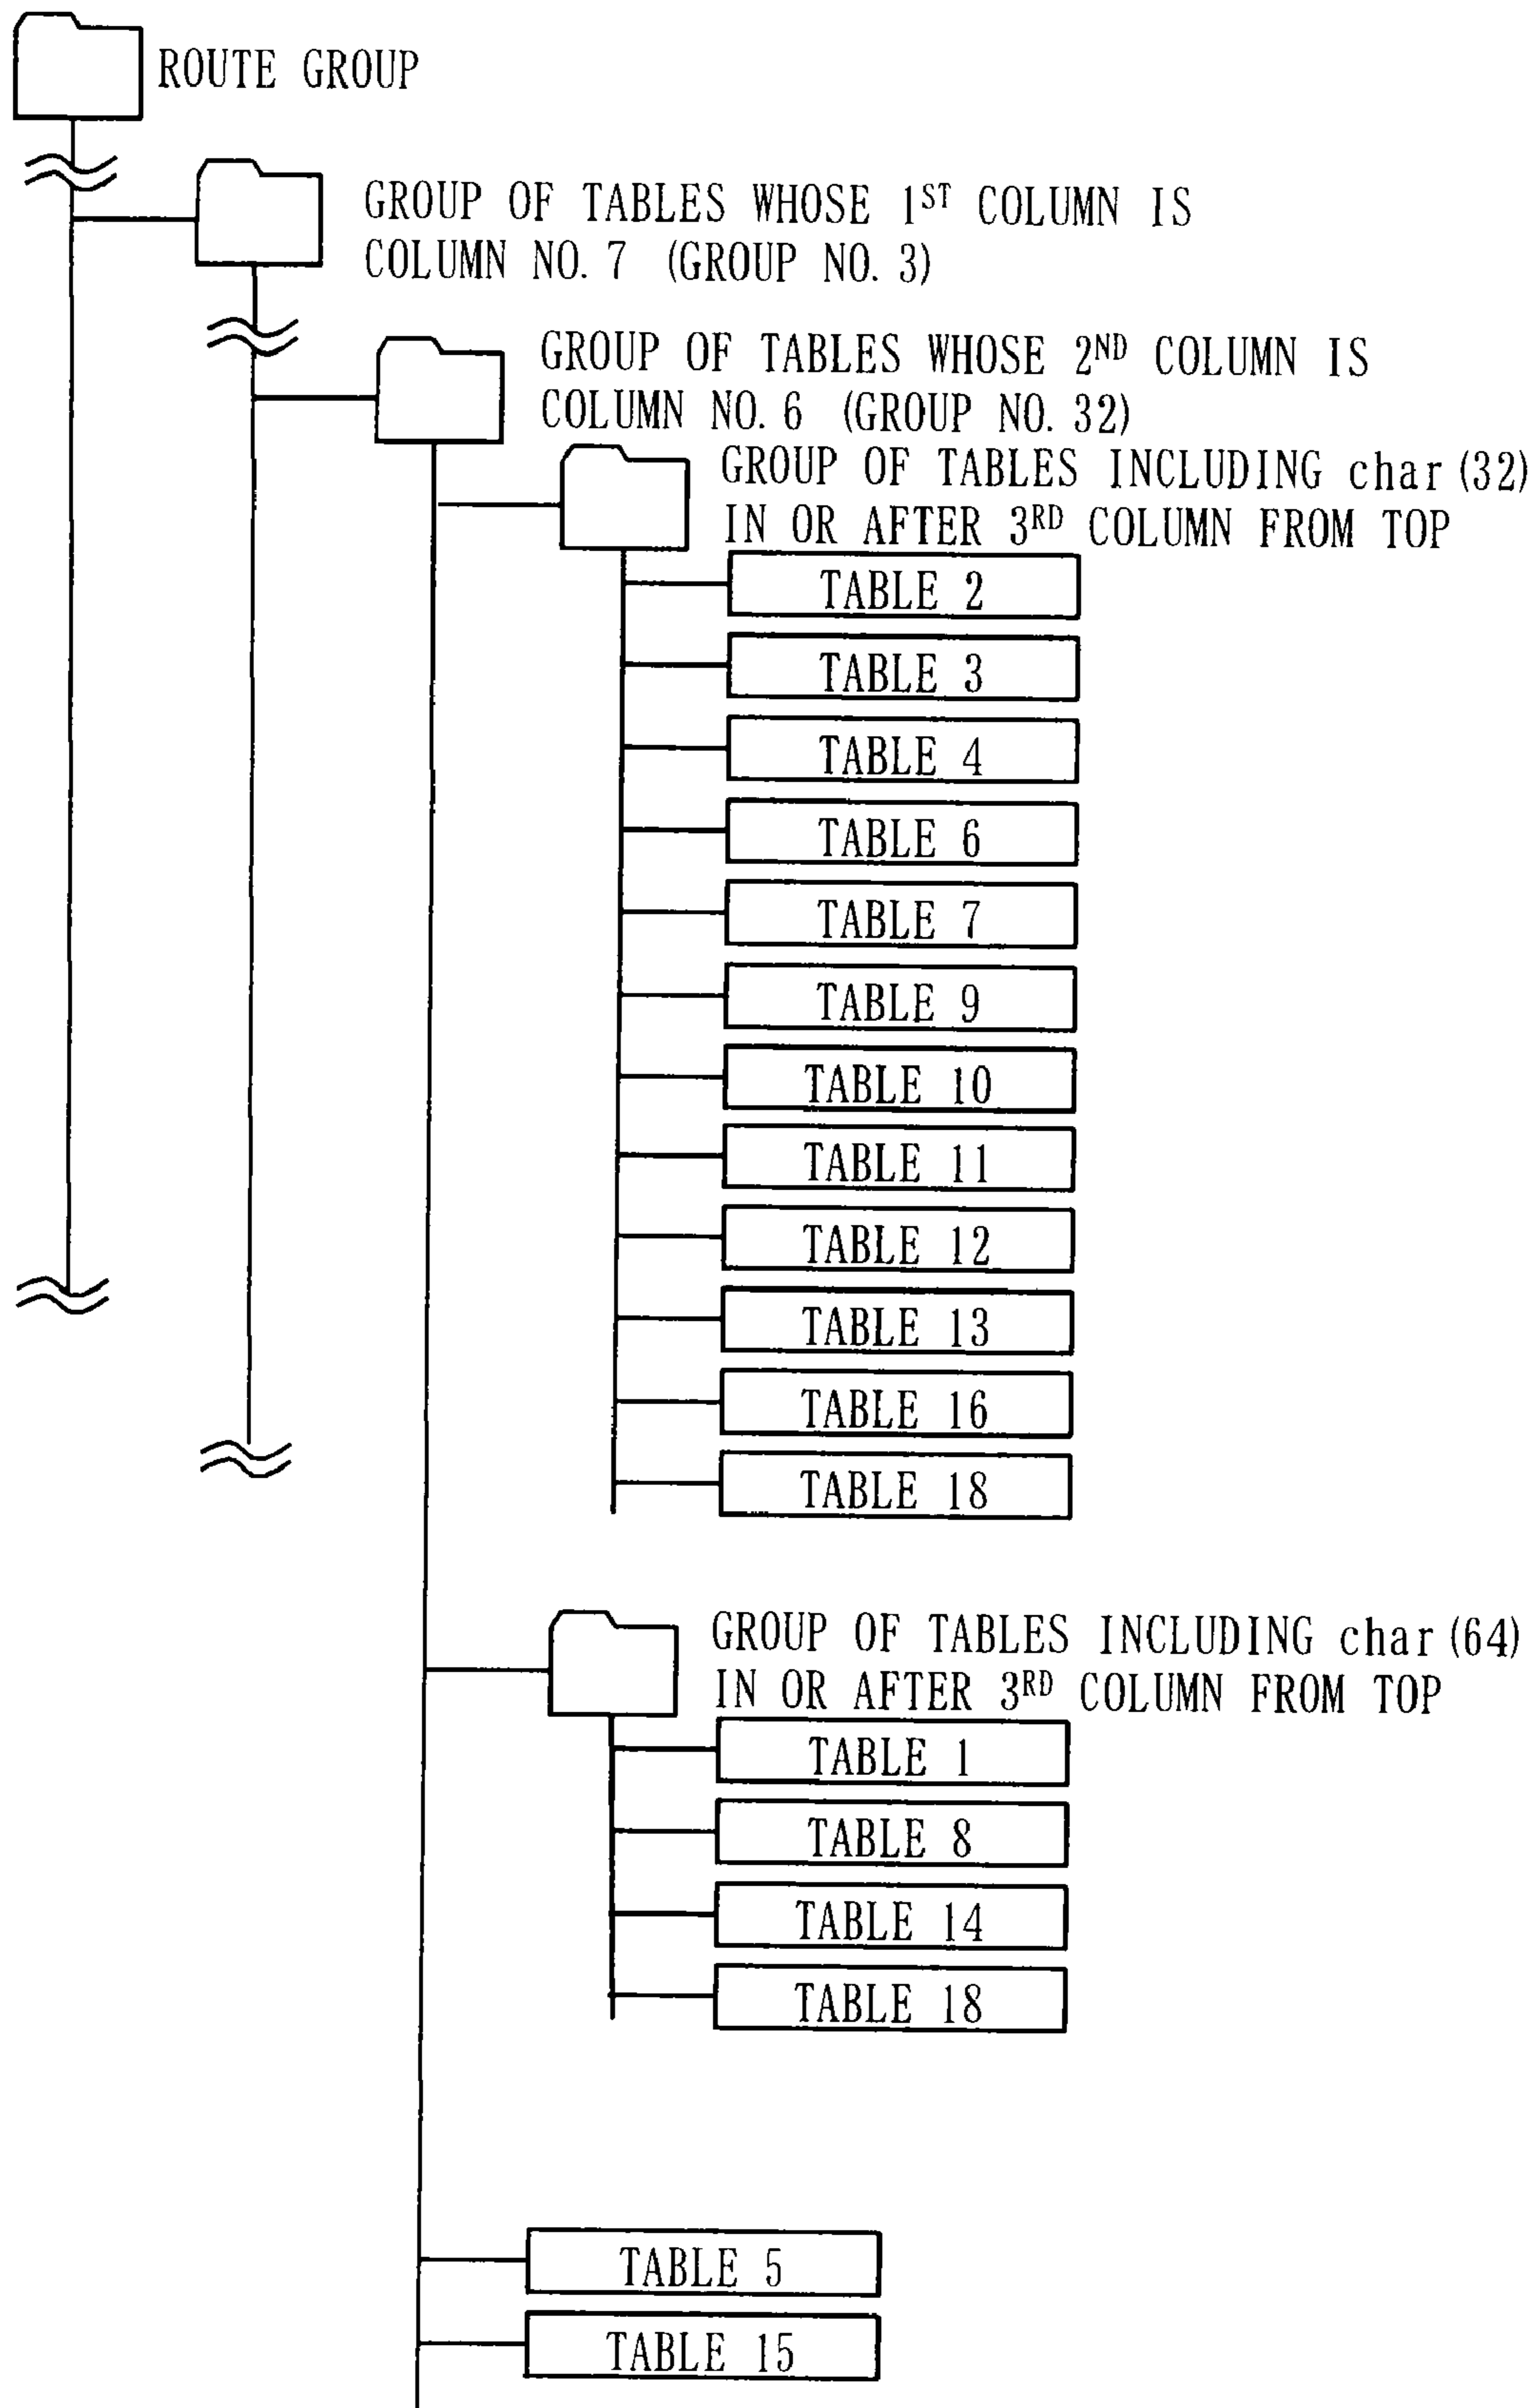 ROUTE GROUP
GROUP OF TABLES WHOSE 1ST COLUMN IS
COLUMN NO. 7 (GROUP NO. 3)
GROUP OF TABLES WHOSE 2ND COLUMN IS
COLUMN NO. 6 (GROUP NO. 32)
GROUP OF TABLES INCLUDING char (32)
IN OR AFTER 3RD COLUMN FROM TOP
TABLE 2
TABLE 3
TABLE 4
TABLE 6
TABLE 7
TABLE 9
TABLE 10
TABLE 11
TABLE 12
TABLE 13
TABLE 16
TABLE 18
GROUP OF TABLES INCLUDING char (64)
IN OR AFTER 3RD COLUMN FROM TOP
TABLE 1
TABLE 8
TABLE 14
TABLE 18
TABLE 5
TABLE 15